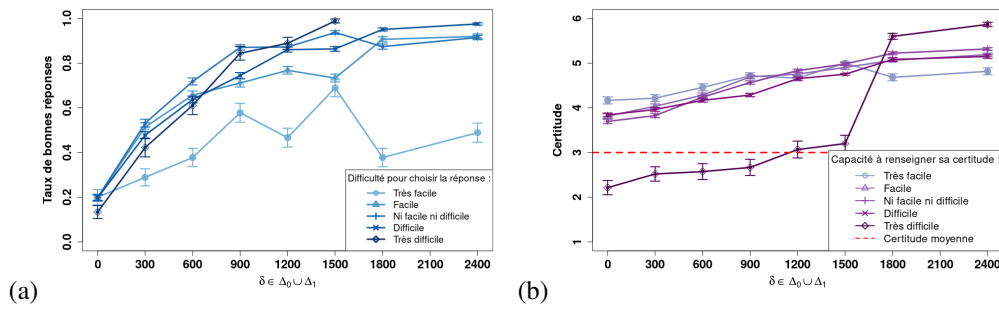 Taux de bonnes réponses
1.0
0.8
0.6
0.4
0.2
0.0
Difficulté pour choisir la réponse :
Très facile
Facile
Ni facile ni difficile
Difficile
Très difficile
0 300 600 900 1200 1500 1800 2100 2400
δ ∈ Δ0 ∪ Δ1
(a)
Certitude
6
5
4
3
2
1
Capacité à renseigner sa certitude :
Très facile
Facile
Ni facile ni difficile
Difficile
Très difficile
Certitude moyenne
0 300 600 900 1200 1500 1800 2100 2400
δ ∈ Δ0 ∪ Δ1
(b)